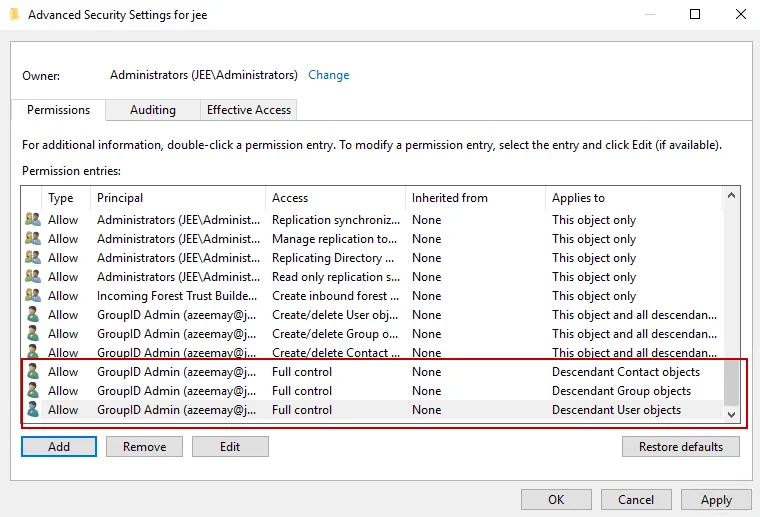 Advanced Security Settings for jee
Owner: Administrators (JEE\Administrators) Change
Permissions Auditing Effective Access
For additional information, double-click a permission entry. To modify a permission entry, select the entry and click Edit (if available).
Permission entries:
Type Principal Access Inherited from Applies to
Allow Administrators (JEE\Administ... Replication synchroniz... None This object only
Allow Administrators (JEE\Administ... Manage replication to... None This object only
Allow Administrators (JEE\Administ... Replicating Directory ... None This object only
Allow Administrators (JEE\Administ... Read only replication s... None This object only
Allow Incoming Forest Trust Builde... Create inbound forest ... None This object only
Allow GroupID Admin (azeemay@j... Create/delete User obj... None This object and all descendan...
Allow GroupID Admin (azeemay@j... Create/delete Group o... None This object and all descendan...
Allow GroupID Admin (azeemay@j... Create/delete Contact ... None This object and all descendan...
Allow GroupID Admin (azeemay@j... Full control None Descendant Contact objects
Allow GroupID Admin (azeemay@j... Full control None Descendant Group objects
Allow GroupID Admin (azeemay@j... Full control None Descendant User objects
Add Remove Edit Restore defaults
OK Cancel Apply